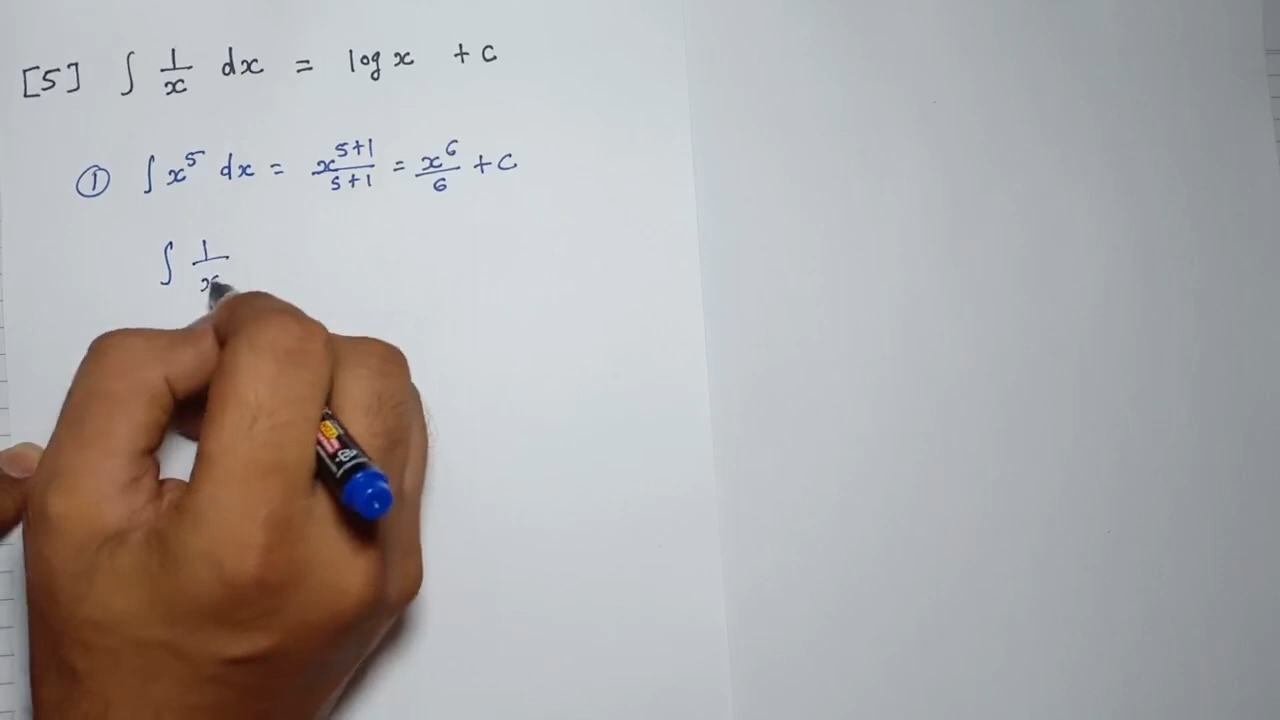 [5] ∫ 1/x dx = log x + c
① ∫ x⁵ dx = x⁵⁺¹/5+1 = x⁶/6 + c
∫ 1/x